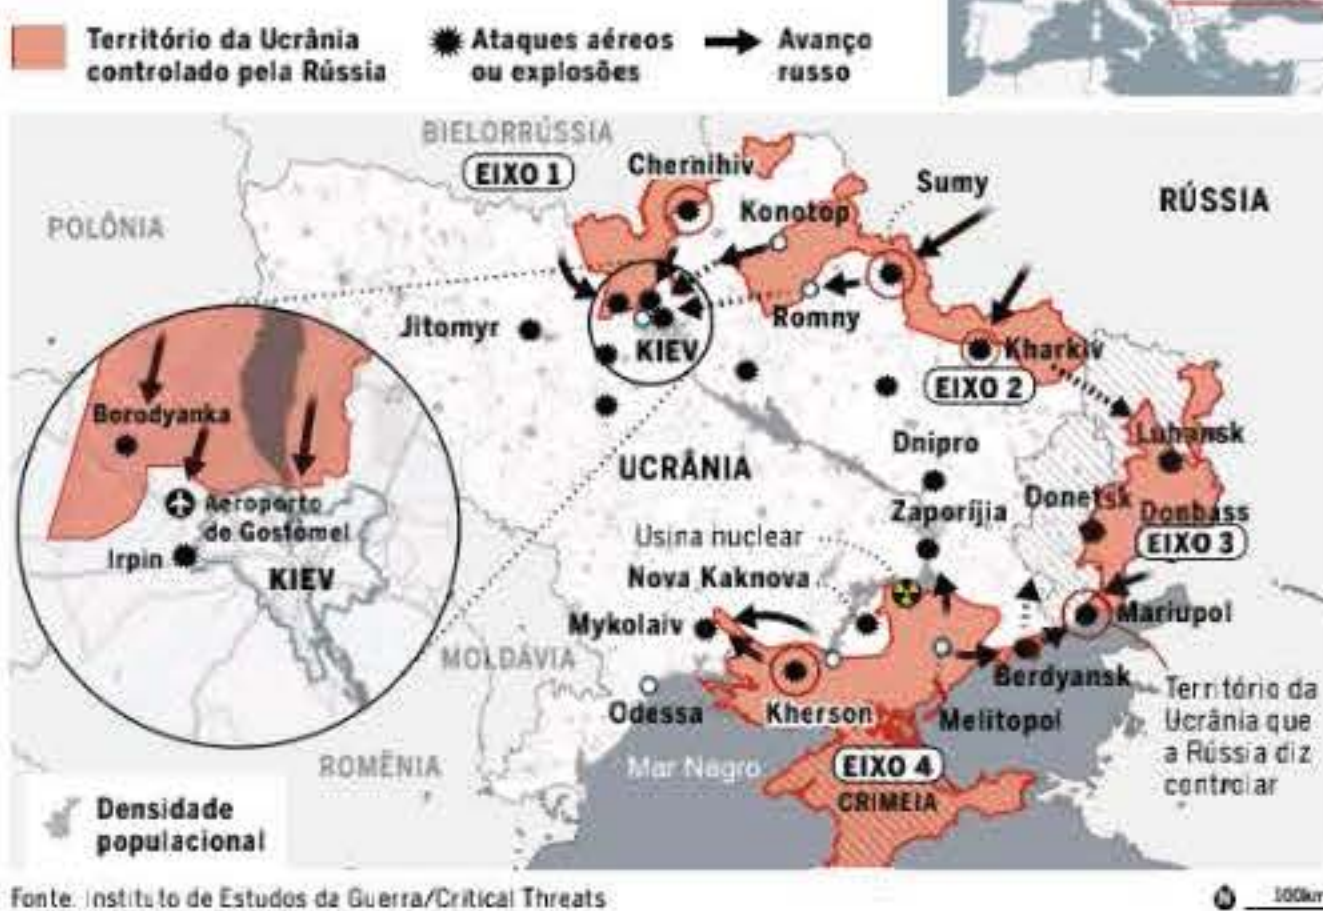 Território da Ucrânia
controlado pela Rússia
Ataques aéreos
ou explosões
Avanço
russo
BIELORRÚSSIA
EIXO 1
Chernihiv
Sumy
RÚSSIA
POLÔNIA
Konotop
Jitomyr
KIEV
Romny
Kharkiv
EIXO 2
Borodyanka
Luhansk
Dnipro
UCRÂNIA
Donetsk
Donbass
EIXO 3
Zaporíjia
Aeroporto
de Gostômel
Irpin
KIEV
Usina nuclear
Nova Kaknova
Mykolaiv
Mariupol
MOLDÁVIA
Berdyansk
Odessa
Kherson
Melitopol
Território da
Ucrânia que
a Rússia diz
controlar
ROMÊNIA
Mar Negro
EIXO 4
CRIMEIA
Densidade
populacional
Fonte. Instituto de Estudos da Guerra/Critical Threats
N
100km